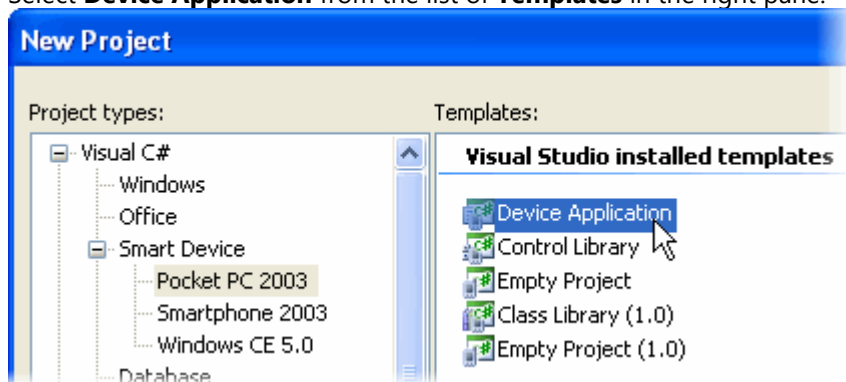 Select Device Application from the list of Templates in the right pane.
New Project
Project types:
Templates:
Visual C#
Windows
Office
Smart Device
Pocket PC 2003
Smartphone 2003
Windows CE 5.0
Database
Visual Studio installed templates
Device Application
Control Library
Empty Project
Class Library (1.0)
Empty Project (1.0)